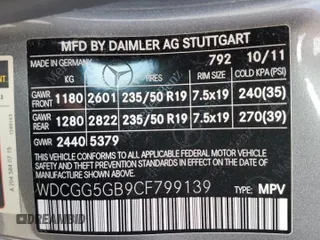 MFD BY DAIMLER AG STUTTGART
MADE IN GERMANY 792 10/11
KG LB TIRES RIMS COLD KPA (PSI)
GAWR FRONT 1180 2601 235/50 R19 7.5x19 240(35)
GAWR REAR 1280 2822 235/50 R19 7.5x19 270(39)
GVWR 2440 5379
THIS VEHICLE CONFORMS TO ALL APPLICABLE FEDERAL MOTOR VEHICLE
SAFETY AND THEFT PREVENTION STANDARDS IN EFFECT ON THE DATE OF
MANUFACTURE SHOWN ABOVE.
WDCGG5GB9CF799139 TYPE: MPV
DREAMBID